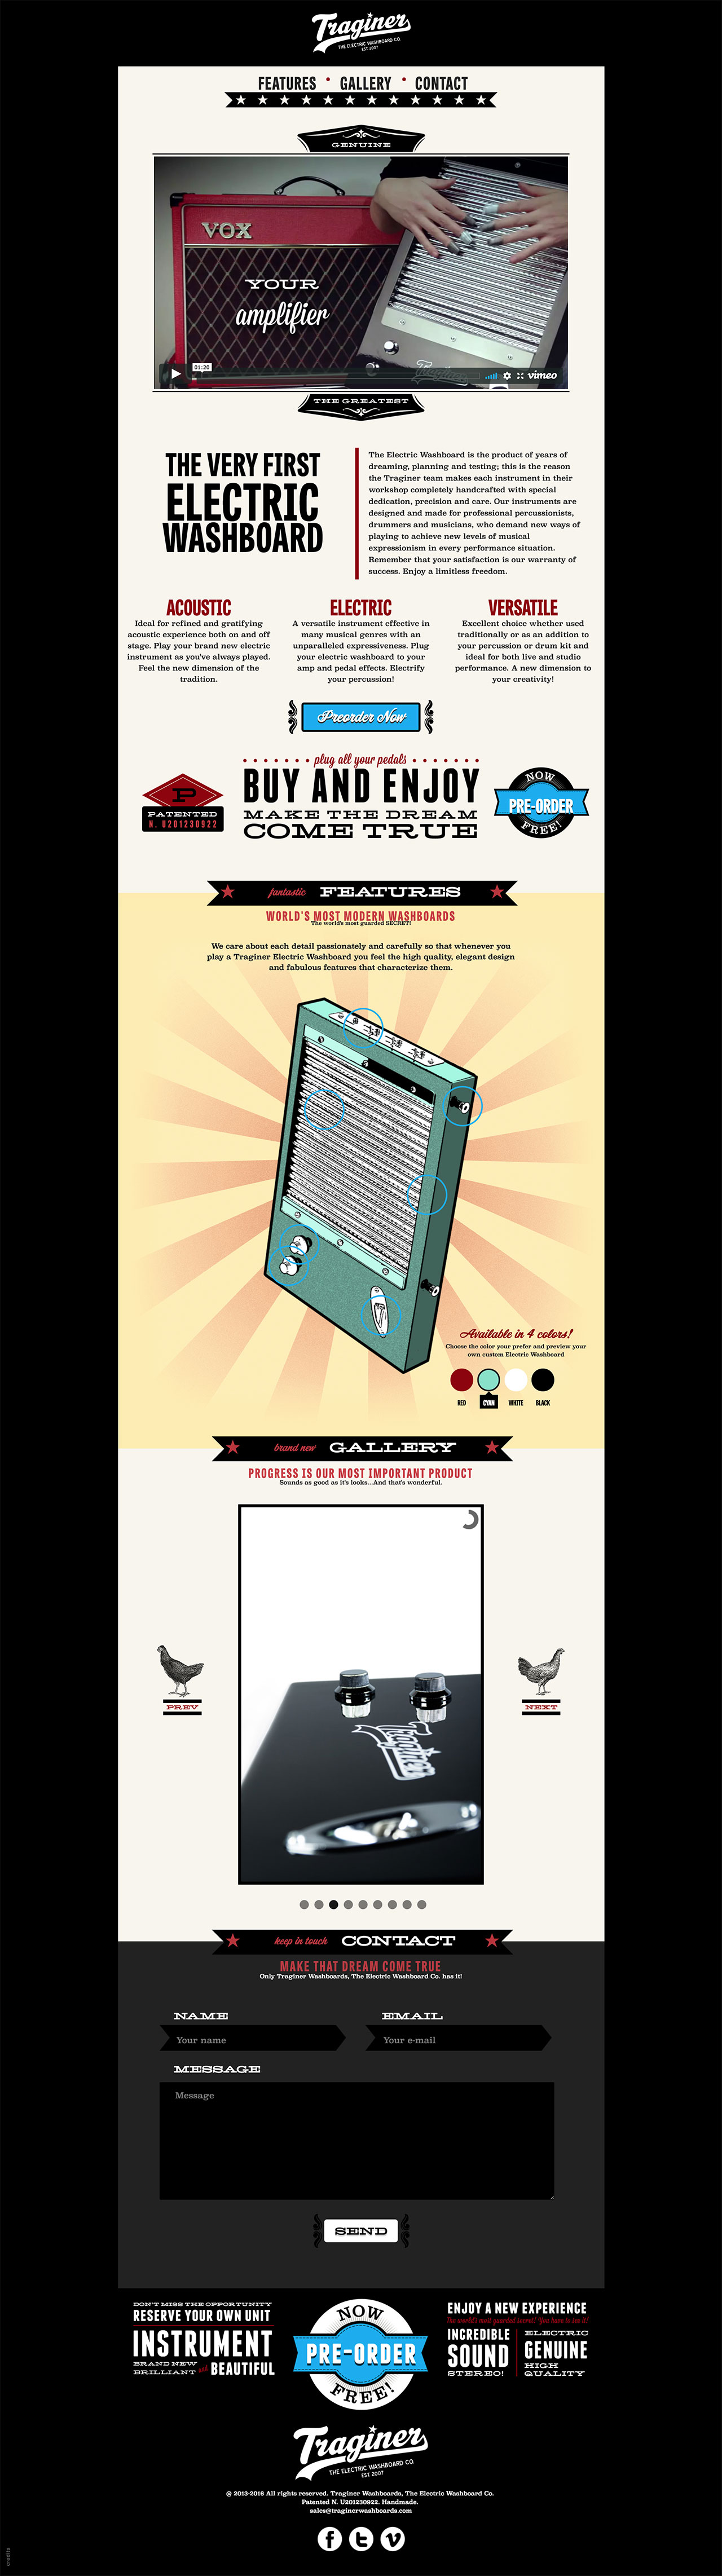 Traginer
THE ELECTRIC WASHBOARD CO.
EST. 2007
FEATURES • GALLERY • CONTACT
GENUINE
VOX
YOUR
amplifier
01:20
vimeo
THE GREATEST
THE VERY FIRST
ELECTRIC
WASHBOARD
The Electric Washboard is the product of years of
dreaming, planning and testing; this is the reason
the Traginer team makes each instrument in their
workshop completely handcrafted with special
dedication, precision and care. Our instruments are
designed and made for professional percussionists,
drummers and musicians, who demand new ways of
playing to achieve new levels of musical
expressionism in every performance situation.
Remember that your satisfaction is our warranty of
success. Enjoy a limitless freedom.
ACOUSTIC
Ideal for refined and gratifying
acoustic experience both on and off
stage. Play your brand new electric
instrument as you've always played.
Feel the new dimension of the
tradition.
ELECTRIC
A versatile instrument effective in
many musical genres with an
unparalleled expressiveness. Plug
your electric washboard to your
amp and pedal effects. Electrify
your percussion!
VERSATILE
Excellent choice whether used
traditionally or as an addition to
your percussion or drum kit and
ideal for both live and studio
performance. A new dimension to
your creativity!
Preorder Now
P
PATENTED
N. U201230922
plug all your pedals
BUY AND ENJOY
MAKE THE DREAM
COME TRUE
NOW
PRE-ORDER
FREE!
fantastic FEATURES
WORLD'S MOST MODERN WASHBOARDS
The world's most guarded SECRET!
We care about each detail passionately and carefully so that whenever you
play a Traginer Electric Washboard you feel the high quality, elegant design
and fabulous features that characterize them.
Available in 4 colors!
Choose the color your prefer and preview your
own custom Electric Washboard
RED CYAN WHITE BLACK
brand new GALLERY
PROGRESS IS OUR MOST IMPORTANT PRODUCT
Sounds as good as it's looks...And that's wonderful.
Traginer
PREV
NEXT
keep in touch CONTACT
MAKE THAT DREAM COME TRUE
Only Traginer Washboards, The Electric Washboard Co. has it!
NAME
Your name
EMAIL
Your e-mail
MESSAGE
Message
SEND
DON'T MISS THE OPPORTUNITY
RESERVE YOUR OWN UNIT
INSTRUMENT
BRAND NEW
BRILLIANT and BEAUTIFUL
NOW
PRE-ORDER
FREE!
ENJOY A NEW EXPERIENCE
The world's most guarded secret! You have to see it!
INCREDIBLE
SOUND
STEREO!
ELECTRIC
GENUINE
HIGH
QUALITY
Traginer
THE ELECTRIC WASHBOARD CO.
EST. 2007
@ 2013-2016 All rights reserved. Traginer Washboards, The Electric Washboard Co.
Patented N. U201230922. Handmade.
sales@traginerwashboards.com
credits